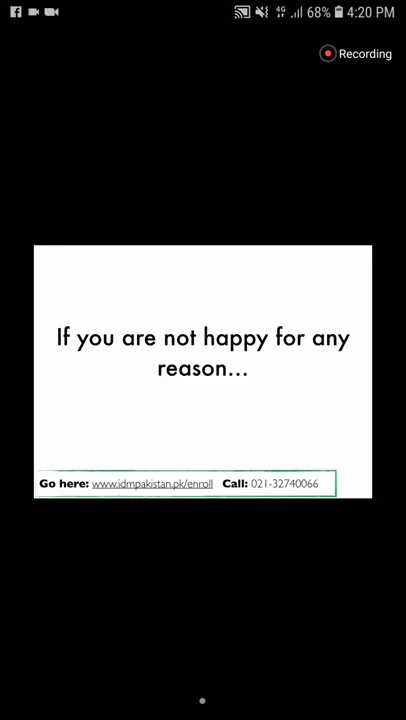 4G 68% 4:20 PM
Recording
If you are not happy for any
reason...
Go here: www.idmpakistan.pk/enroll Call: 021-32740066